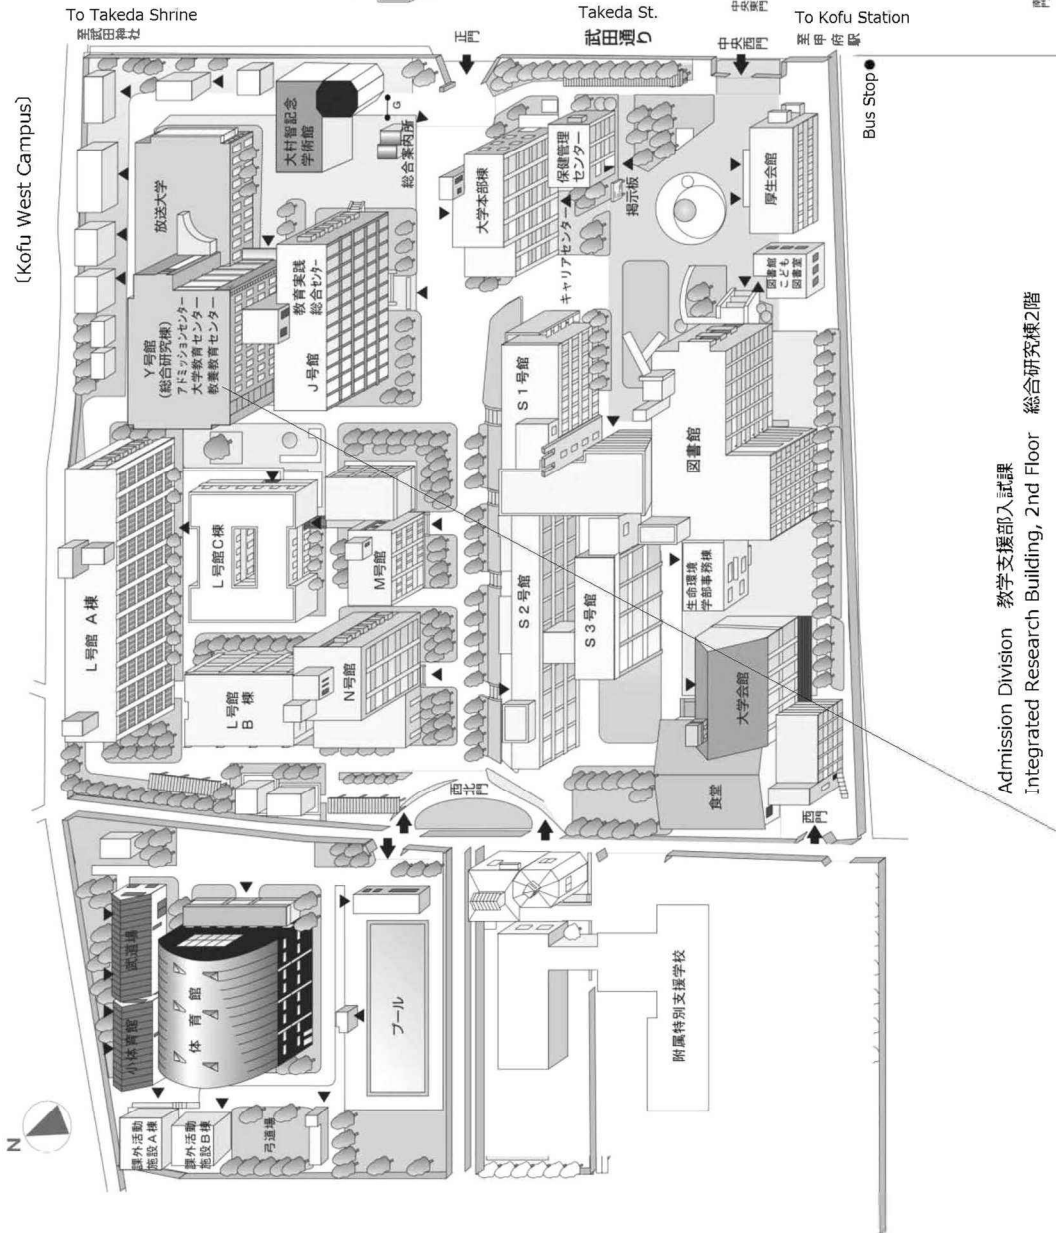 To Takeda Shrine
至武田神社
正門
Takeda St.
武田通り
中央東門
中央西門
To Kofu Station
至甲府駅
Bus Stop
(Kofu West Campus)
大村智記念
学術館
G
総合案内所
放送大学
Y号館
(総合研究棟)
アドミッションセンター
大学教育センター
教養教育センター
教育実践
総合センター
J号館
大学本部棟
保健管理
センター
キャリアセンター
掲示板
厚生会館
図書館
こども
図書室
図書館
S1号館
S2号館
S3号館
生命環境
学部事務棟
L号館 A棟
L号館C棟
M号館
L号館
B棟
N号館
大学会館
食堂
西門
西北門
武道場
小体育館
体育館
プール
課外活動
施設A棟
課外活動
施設B棟
弓道場
附属特別支援学校
N
Admission Division 教学支援部入試課
Integrated Research Building, 2nd Floor 総合研究棟2階